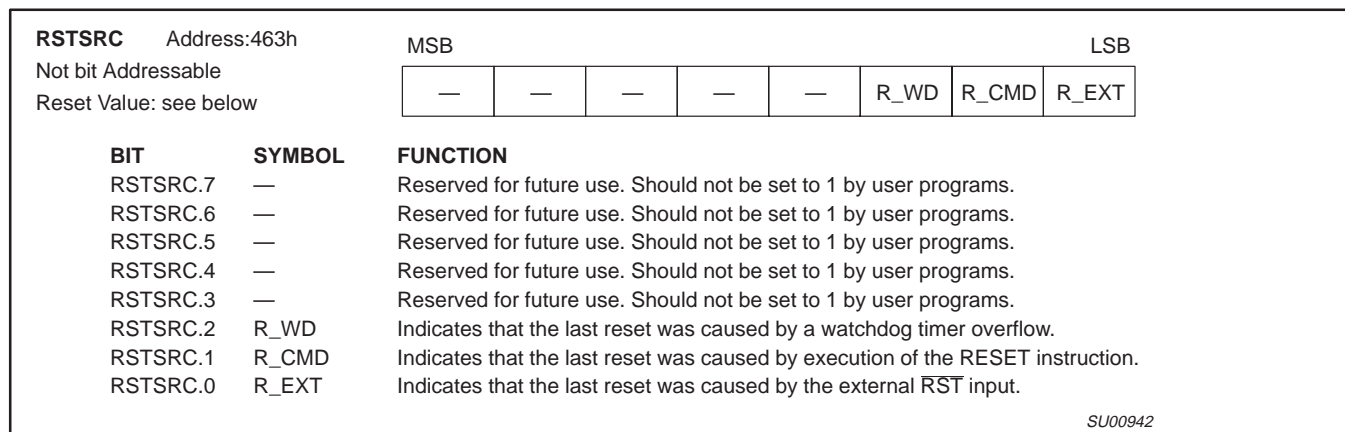 RSTSRC Address:463h
Not bit Addressable
Reset Value: see below
MSB LSB
— — — — — R_WD R_CMD R_EXT
BIT SYMBOL FUNCTION
RSTSRC.7 — Reserved for future use. Should not be set to 1 by user programs.
RSTSRC.6 — Reserved for future use. Should not be set to 1 by user programs.
RSTSRC.5 — Reserved for future use. Should not be set to 1 by user programs.
RSTSRC.4 — Reserved for future use. Should not be set to 1 by user programs.
RSTSRC.3 — Reserved for future use. Should not be set to 1 by user programs.
RSTSRC.2 R_WD Indicates that the last reset was caused by a watchdog timer overflow.
RSTSRC.1 R_CMD Indicates that the last reset was caused by execution of the RESET instruction.
RSTSRC.0 R_EXT Indicates that the last reset was caused by the external R̅S̅T̅ input.
SU00942